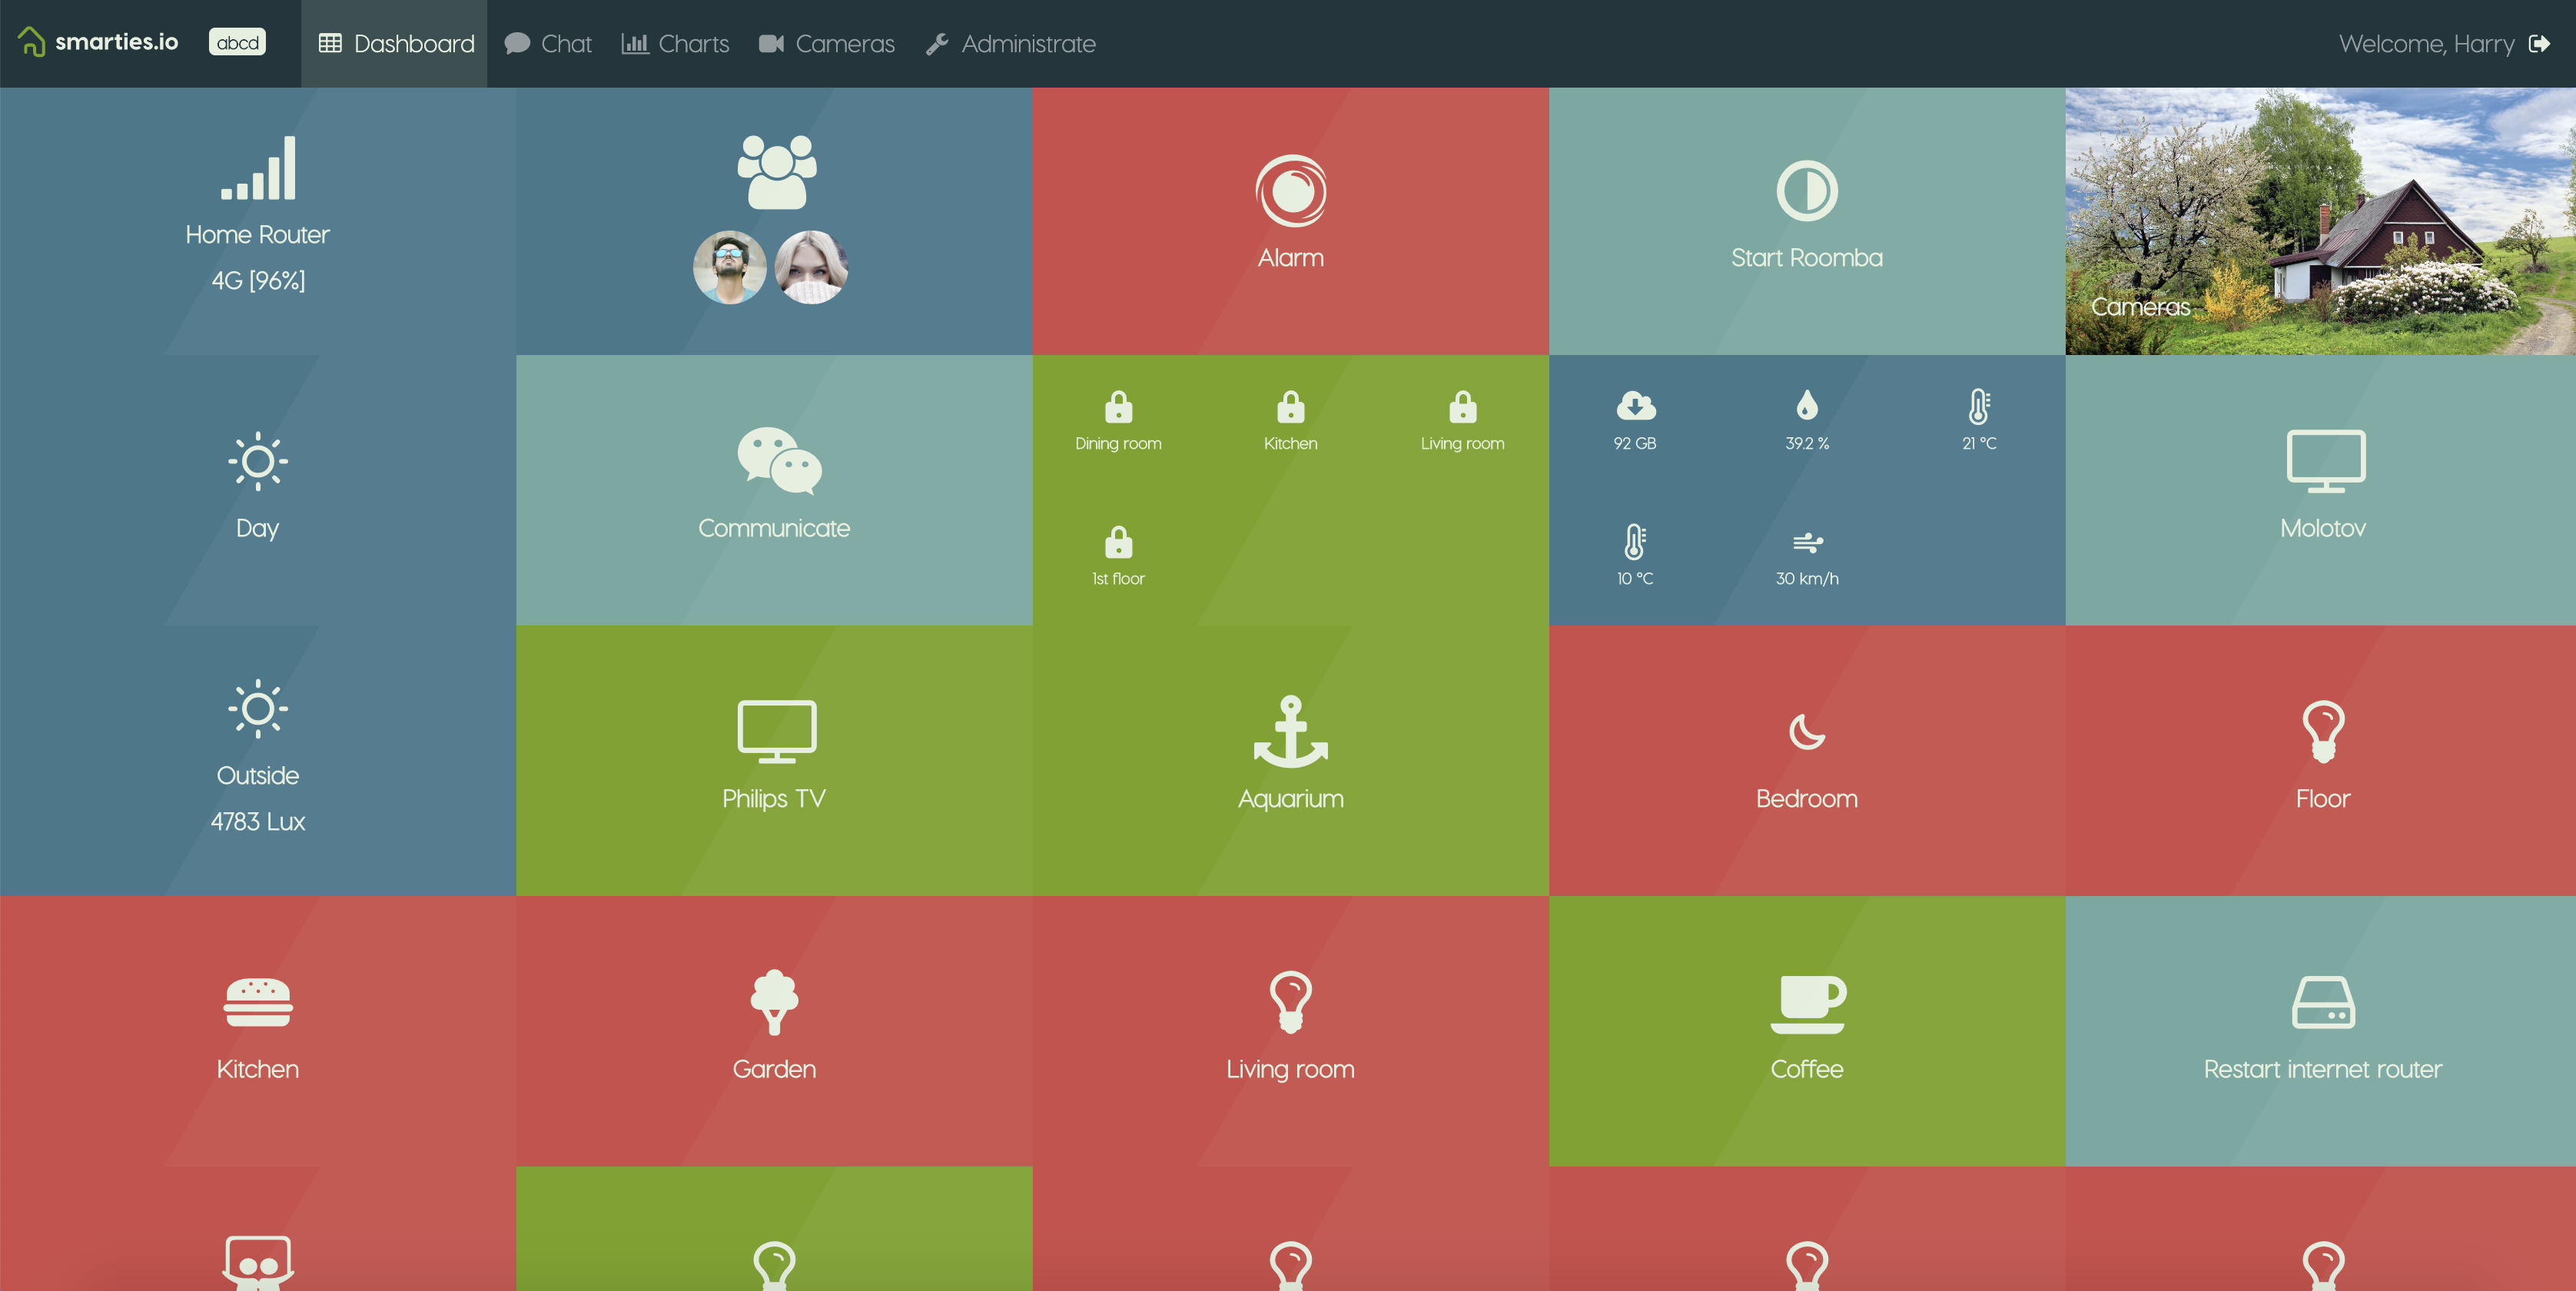 smarties.io abcd Dashboard Chat Charts Cameras Administrate Welcome, Harry
Home Router
4G [96%]
Alarm
Start Roomba
Cameras
Day
Communicate
Dining room Kitchen Living room
1st floor
92 GB 39.2 % 21 °C
10 °C 30 km/h
Molotov
Outside
4783 Lux
Philips TV
Aquarium
Bedroom
Floor
Kitchen
Garden
Living room
Coffee
Restart internet router